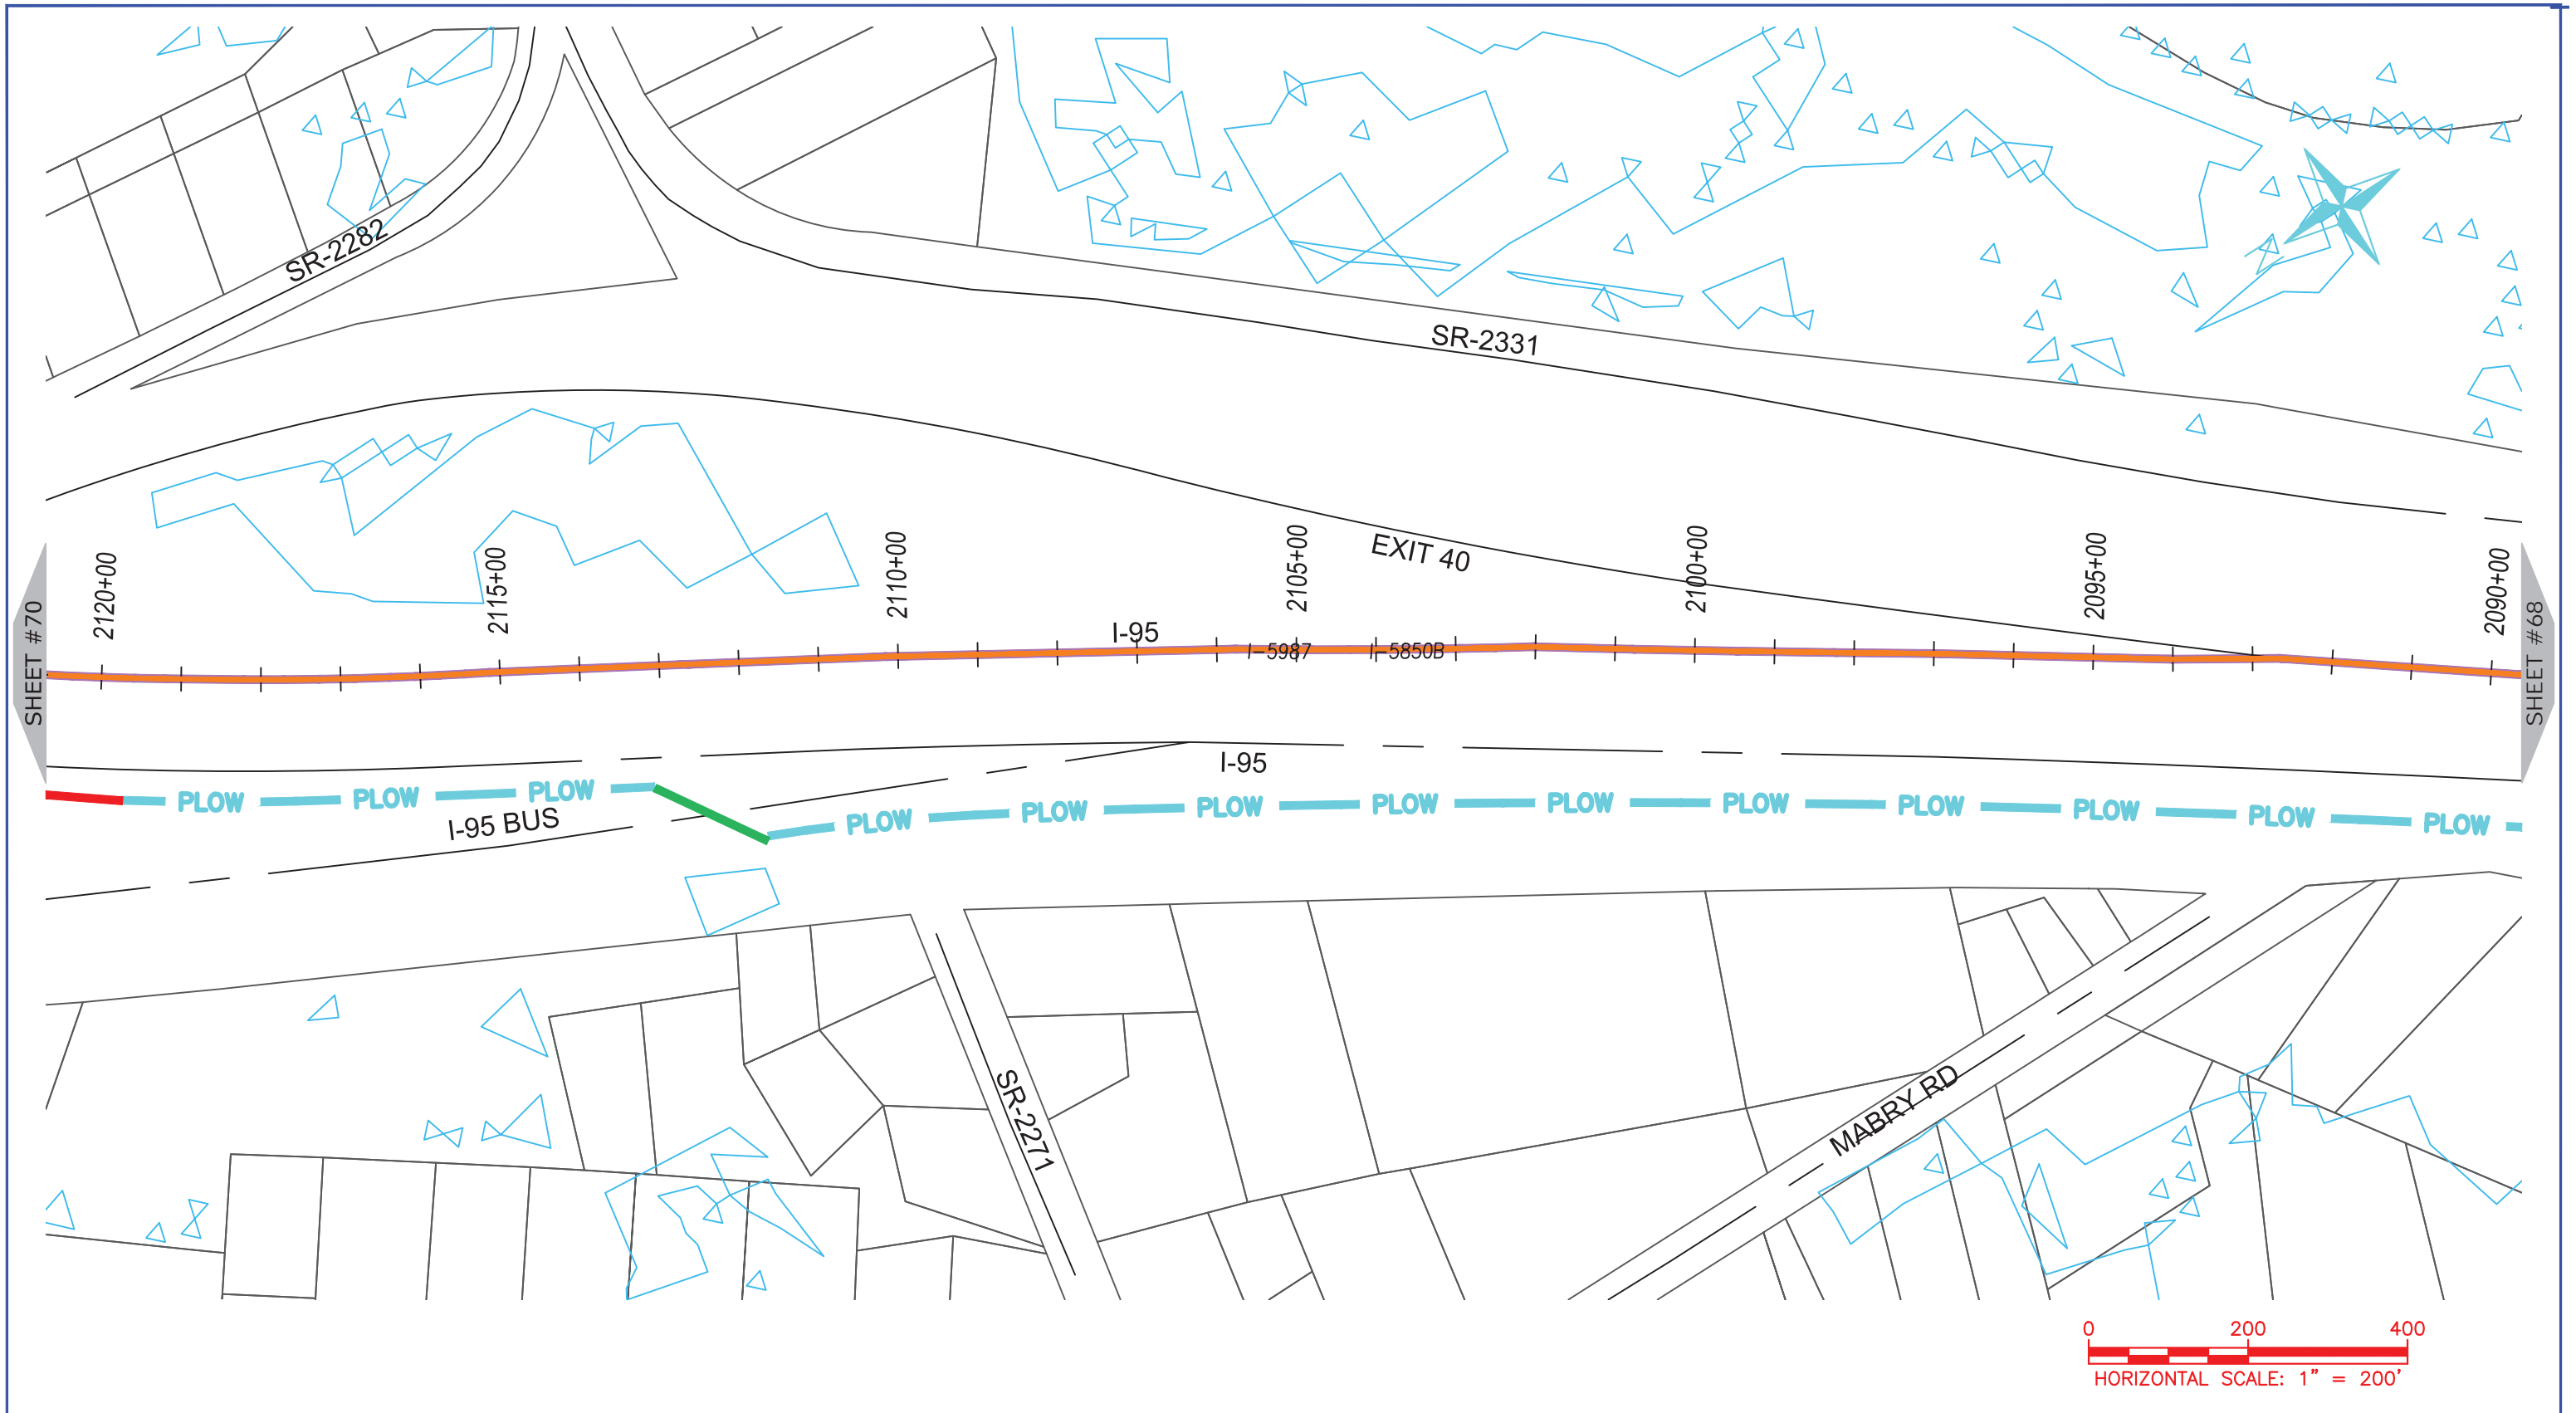 SR-2282
SR-2331
EXIT 40
2120+00
2115+00
2110+00
2105+00
2100+00
2095+00
2090+00
SHEET #70
I-95
I-5987
I-5850B
SHEET #68
I-95
PLOW PLOW PLOW PLOW PLOW PLOW PLOW PLOW PLOW PLOW PLOW PLOW PLOW
I-95 BUS
SR-2271
MABRY RD
0 200 400
HORIZONTAL SCALE: 1" = 200'